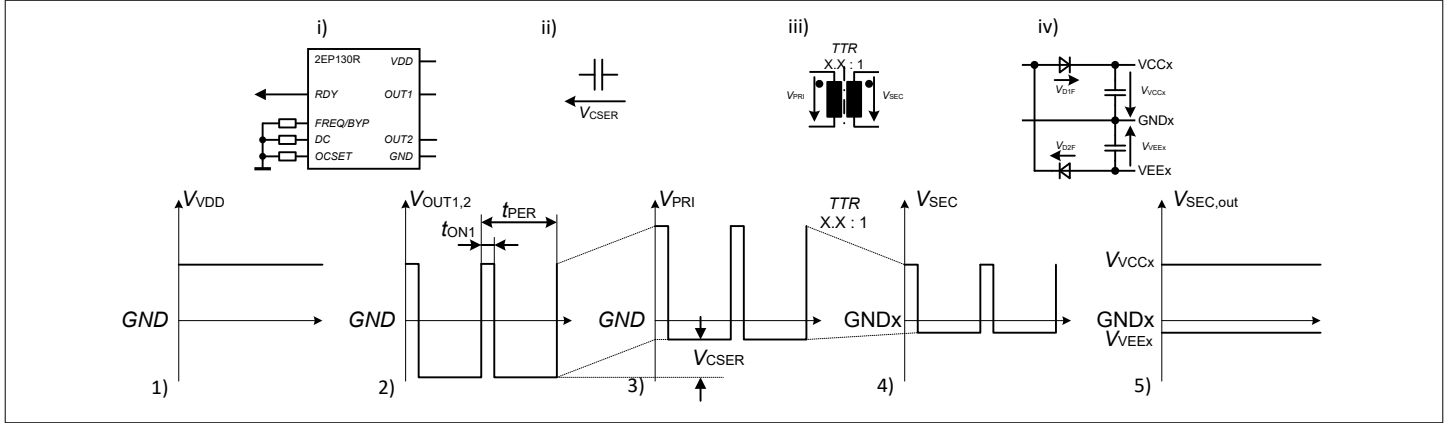 i)
ii)
iii)
iv)
2EP130R
VDD
RDY
OUT1
FREQ/BYP
DC
OUT2
OCSET
GND
VCSER
TTR
X.X : 1
VPRI
VSEC
VD1F
VD2F
VCCx
VVCCx
GNDx
VVEEx
VEEx
VVDD
GND
1)
VOUT1,2
tPER
tON1
GND
2)
VPRI
GND
VCSER
3)
TTR
X.X : 1
VSEC
GNDx
4)
VSEC,out
VVCCx
GNDx
VVEEx
5)